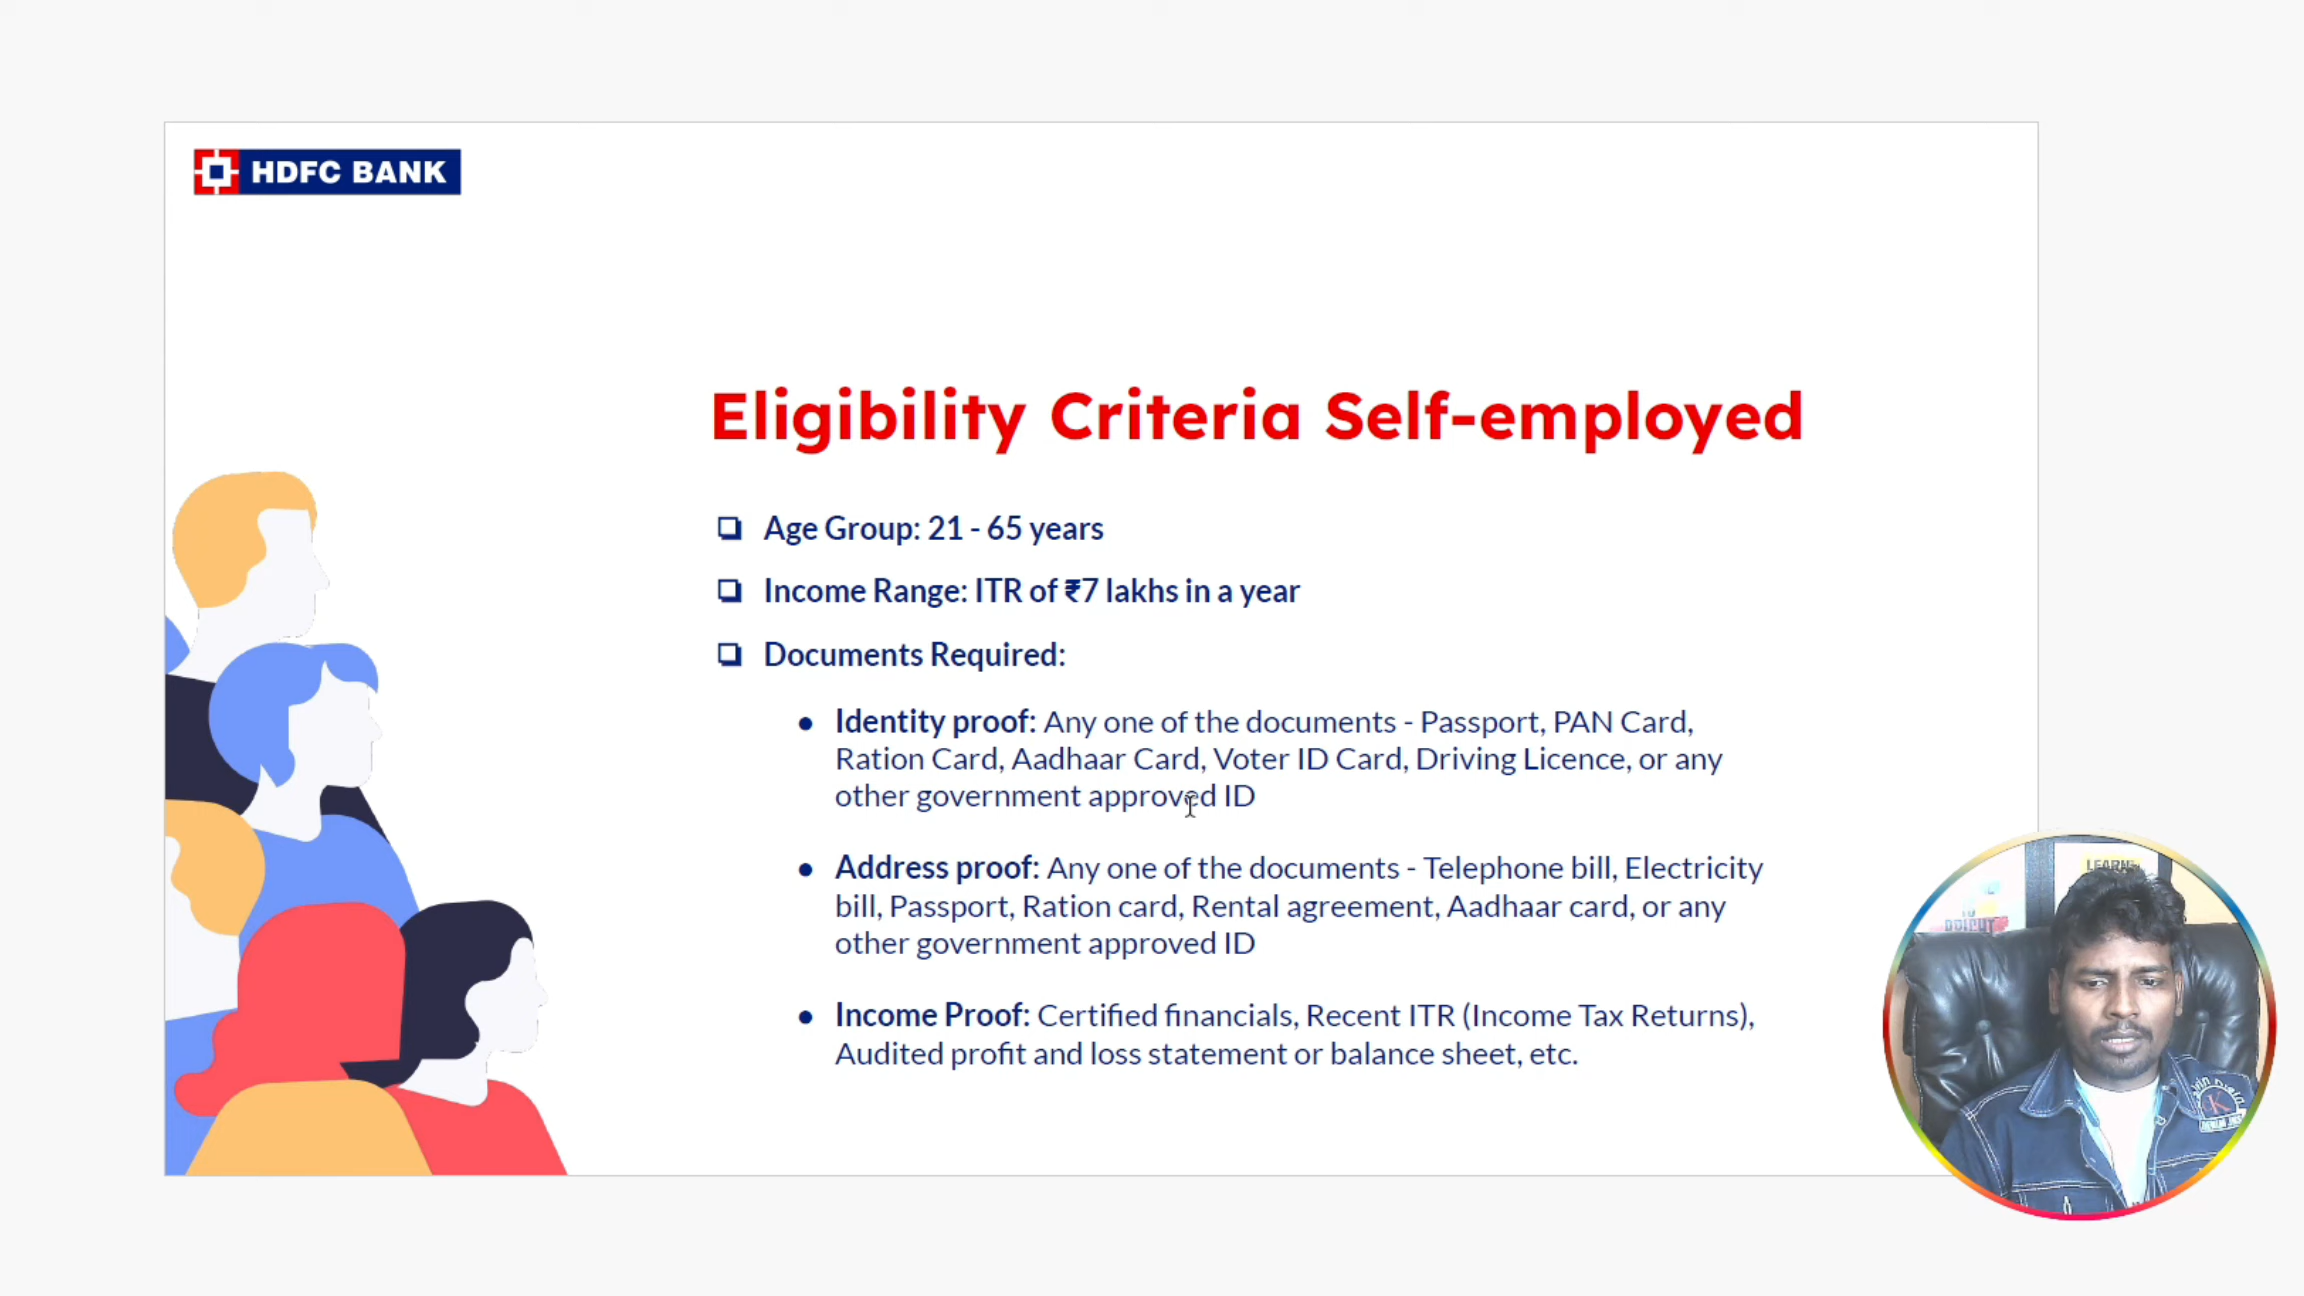 HDFC BANK
Eligibility Criteria Self-employed
❑ Age Group: 21 - 65 years
❑ Income Range: ITR of ₹7 lakhs in a year
❑ Documents Required:
● Identity proof: Any one of the documents - Passport, PAN Card,
Ration Card, Aadhaar Card, Voter ID Card, Driving Licence, or any
other government approved ID
● Address proof: Any one of the documents - Telephone bill, Electricity
bill, Passport, Ration card, Rental agreement, Aadhaar card, or any
other government approved ID
● Income Proof: Certified financials, Recent ITR (Income Tax Returns),
Audited profit and loss statement or balance sheet, etc.
LEARN
K